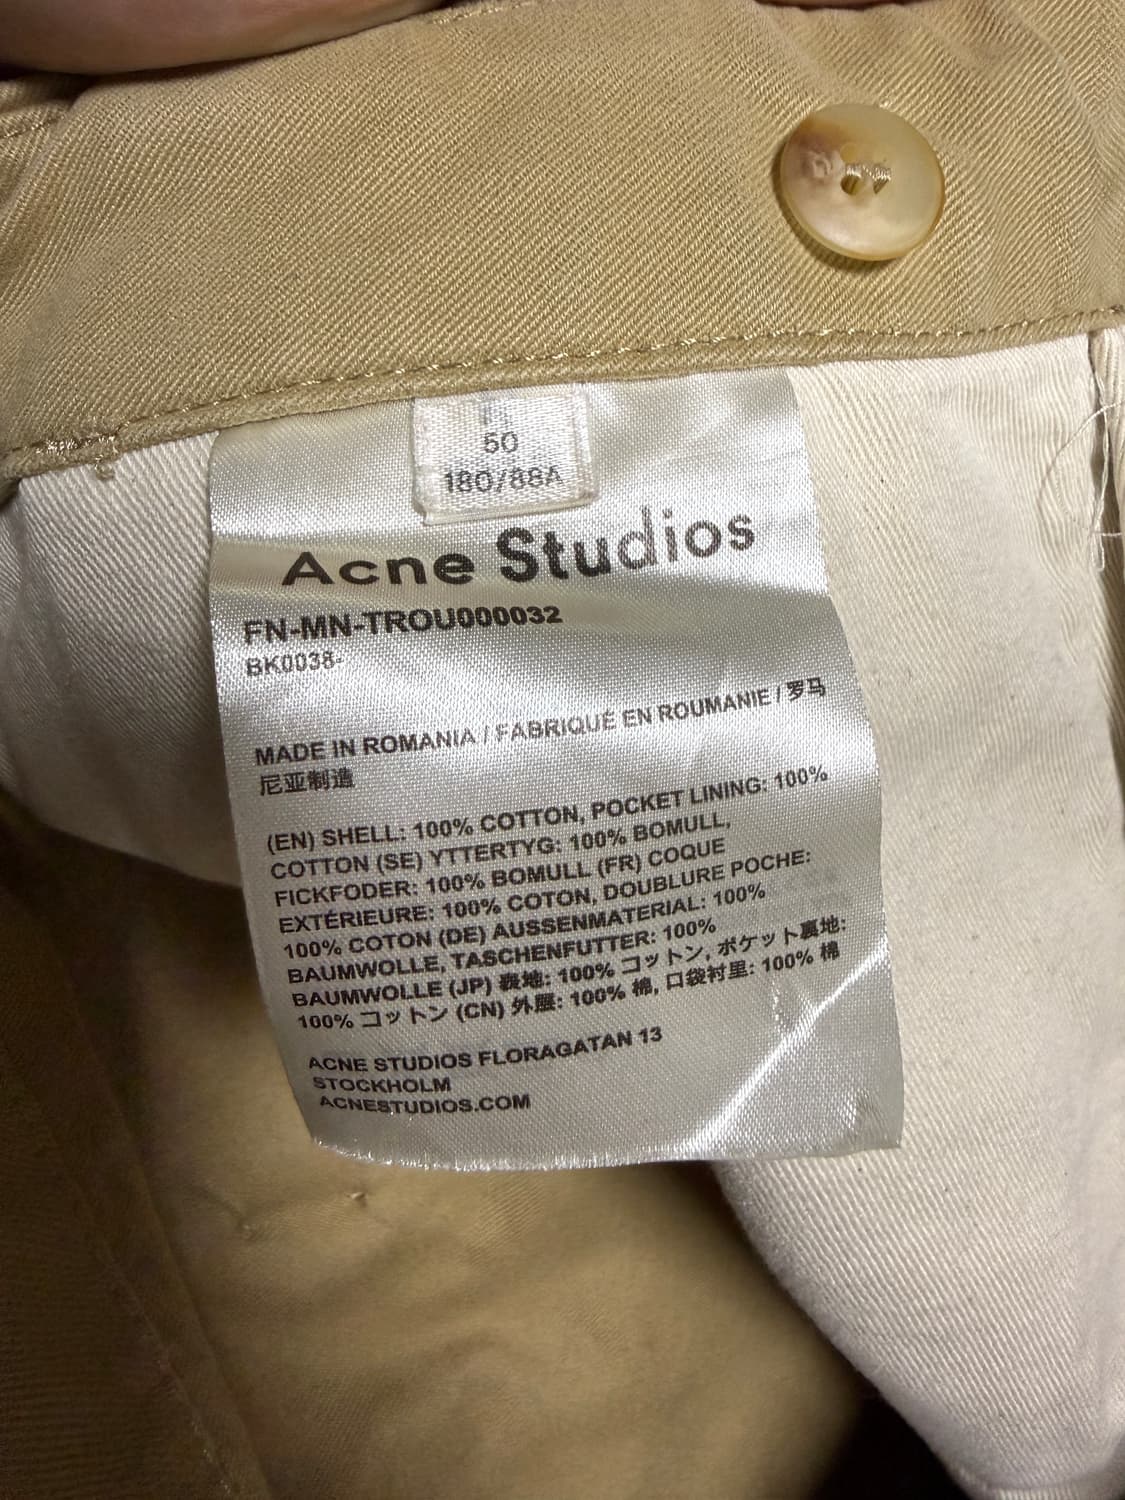 50
180/88A
Acne Studios
FN-MN-TROU000032
BK0038-
MADE IN ROMANIA / FABRIQUÉ EN ROUMANIE / 罗马
尼亚制造
(EN) SHELL: 100% COTTON, POCKET LINING: 100%
COTTON (SE) YTTERTYG: 100% BOMULL,
FICKFODER: 100% BOMULL (FR) COQUE
EXTÉRIEURE: 100% COTON, DOUBLURE POCHE:
100% COTON (DE) AUSSENMATERIAL: 100%
BAUMWOLLE, TASCHENFUTTER: 100%
BAUMWOLLE (JP) 表地: 100% コットン, ポケット裏地:
100% コットン (CN) 外層: 100% 棉, 口袋衬里: 100% 棉
ACNE STUDIOS FLORAGATAN 13
STOCKHOLM
ACNESTUDIOS.COM